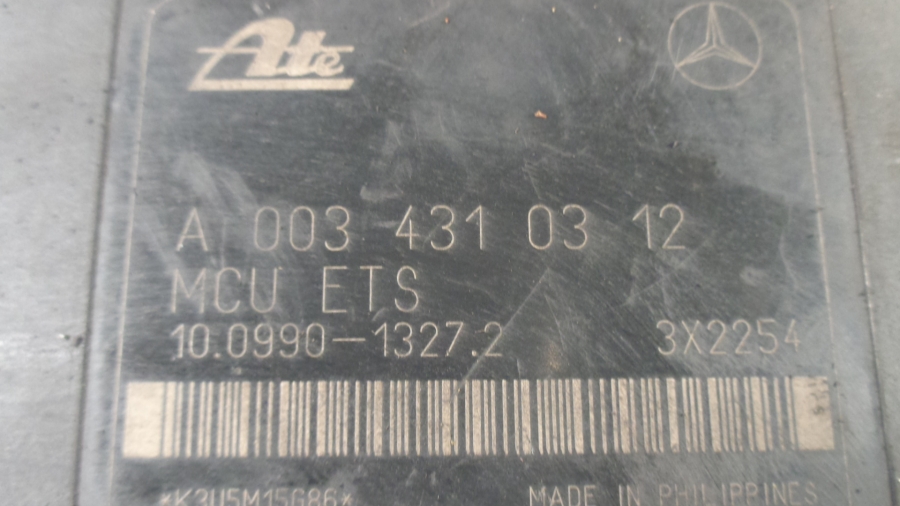 Ate
A 003 431 03 12
MCU ETS
10.0990-1327.2 3X2254
*K3U5M15G86* MADE IN PHILIPPINES